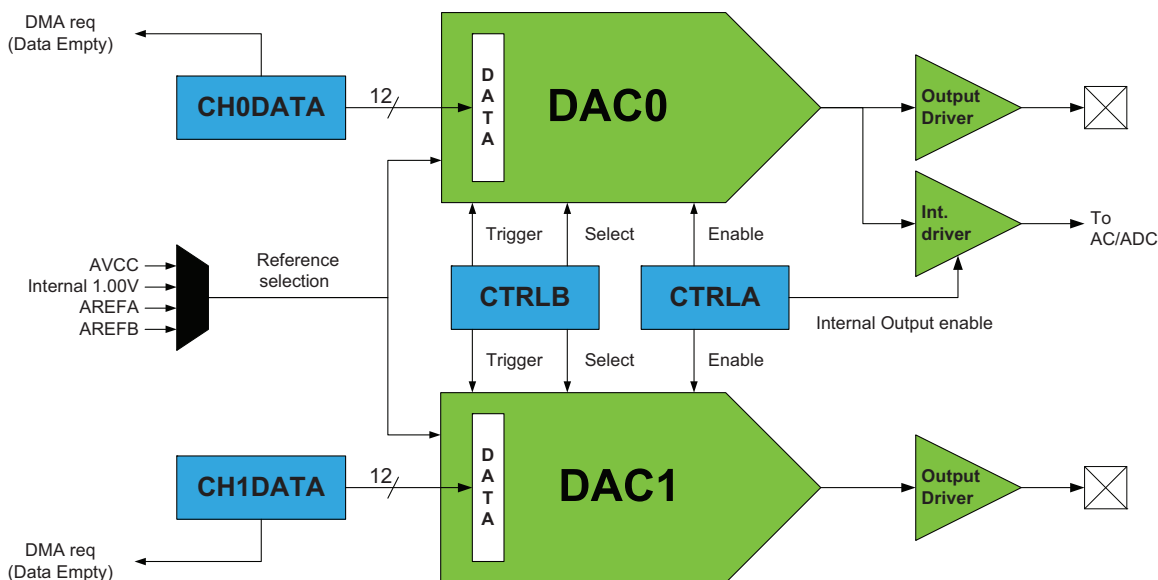 DMA req
(Data Empty)
CH0DATA
12
DATA
DAC0
Output
Driver
Int.
driver
To
AC/ADC
Trigger
Select
Enable
AVCC
Internal 1.00V
AREFA
AREFB
Reference
selection
CTRLB
CTRLA
Internal Output enable
Trigger
Select
Enable
CH1DATA
12
DATA
DAC1
Output
Driver
DMA req
(Data Empty)